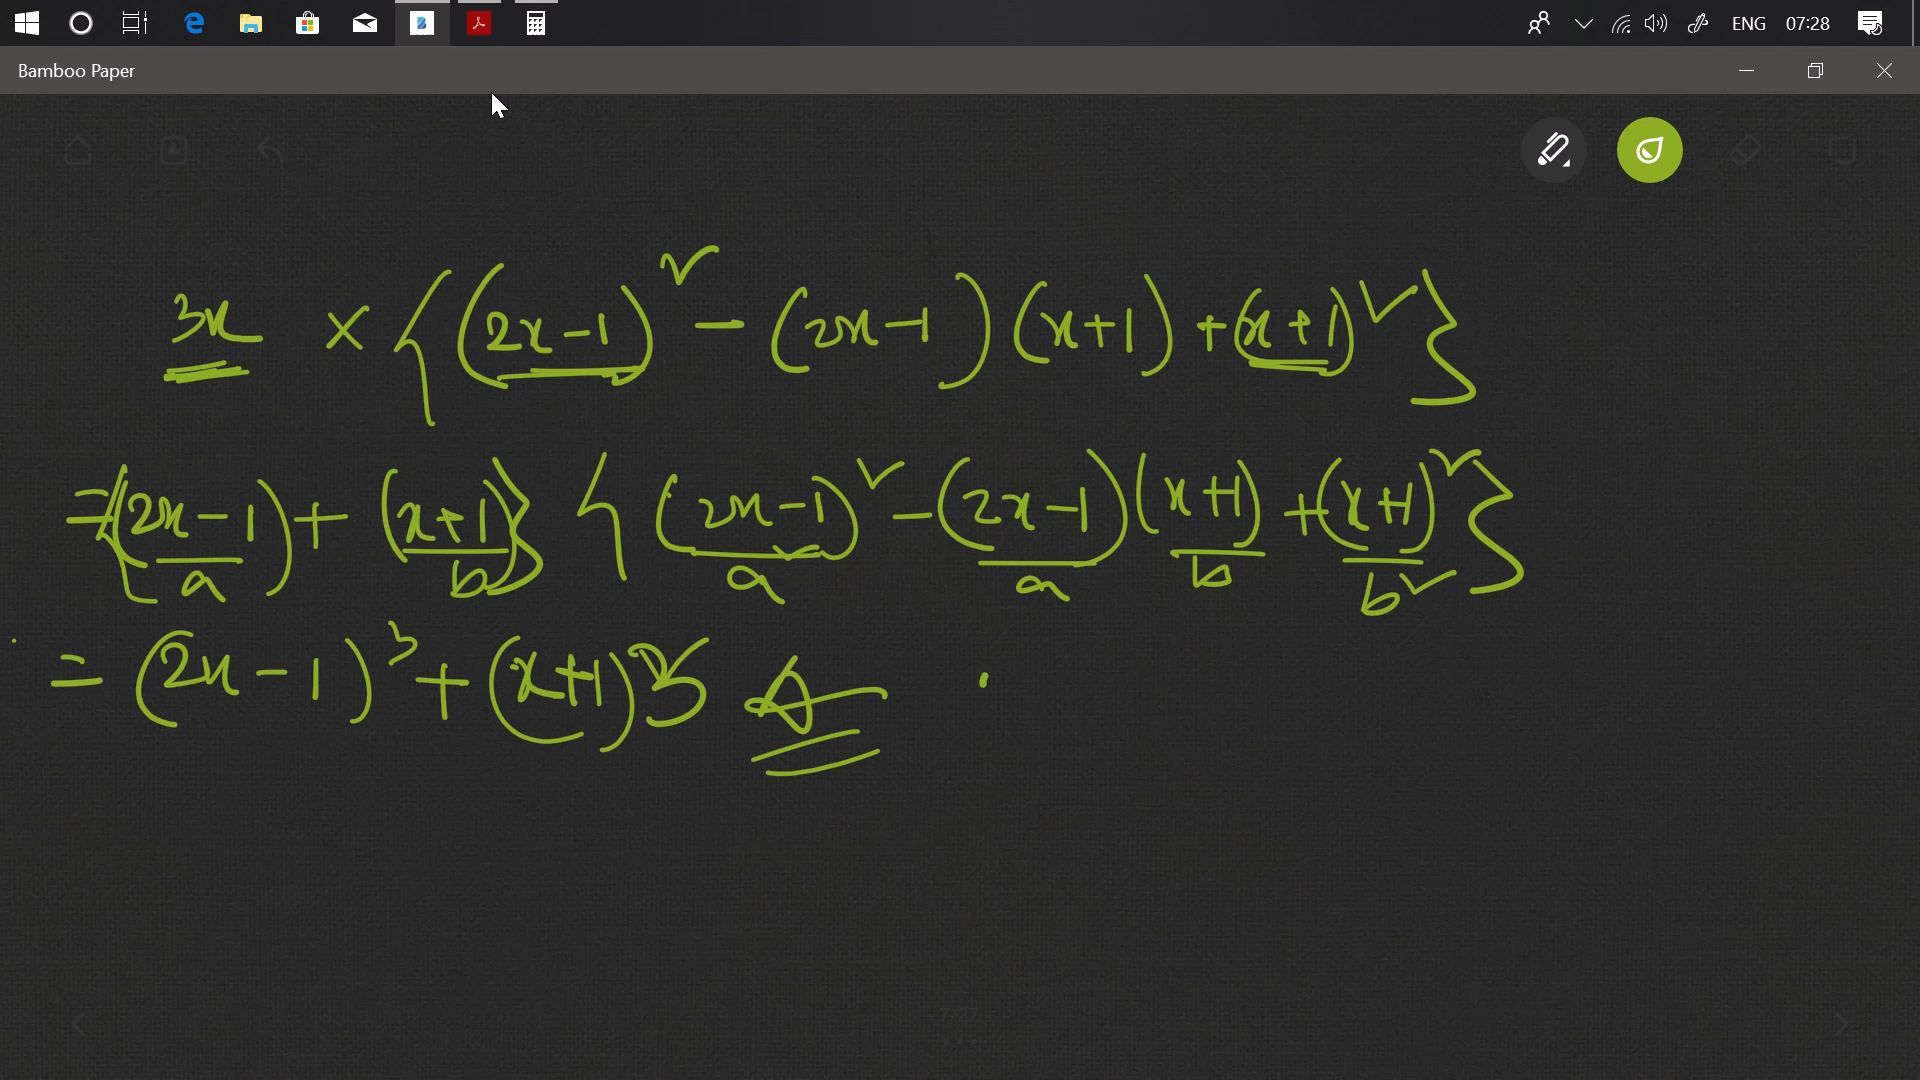 ENG 07:28
Bamboo Paper
3x × {(2x-1)² - (2x-1)(x+1) + (x+1)²}
= {(2x-1) + (x+1)} {(2x-1)² - (2x-1)(x+1) + (x+1)²}
a b a a b b²
= (2x-1)³ + (x+1)³